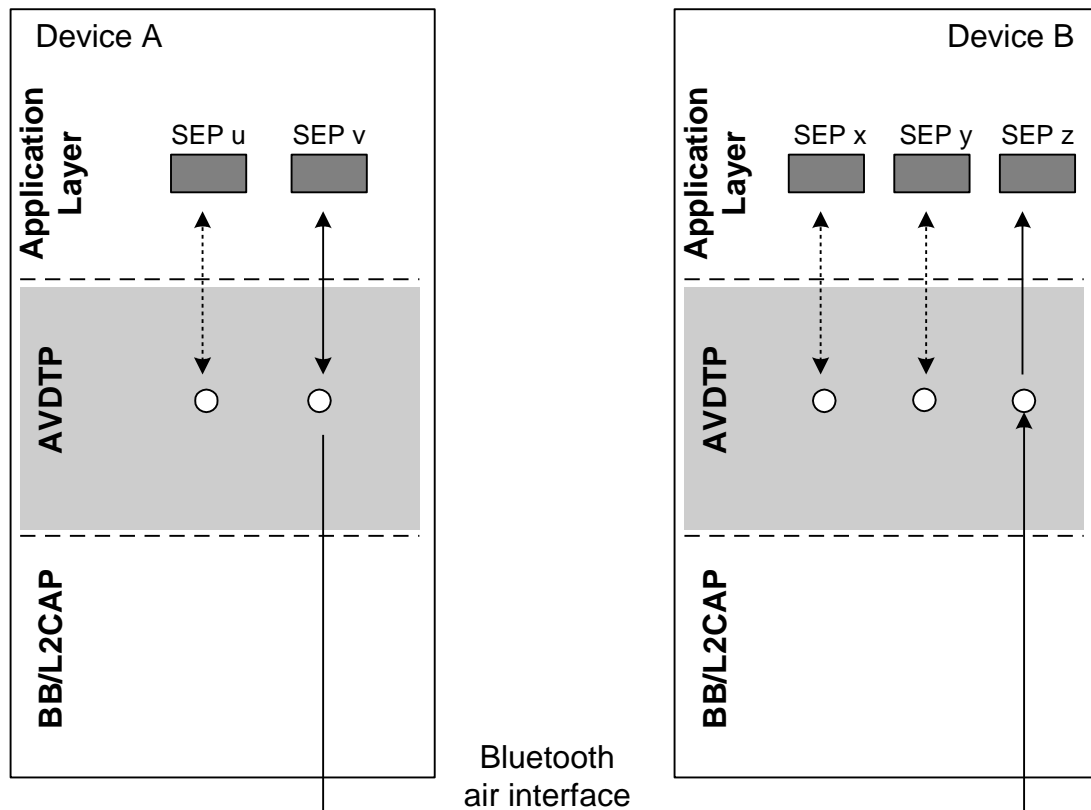 Device A
Application
Layer
SEP u
SEP v
AVDTP
BB/L2CAP
Device B
Application
Layer
SEP x
SEP y
SEP z
AVDTP
BB/L2CAP
Bluetooth
air interface